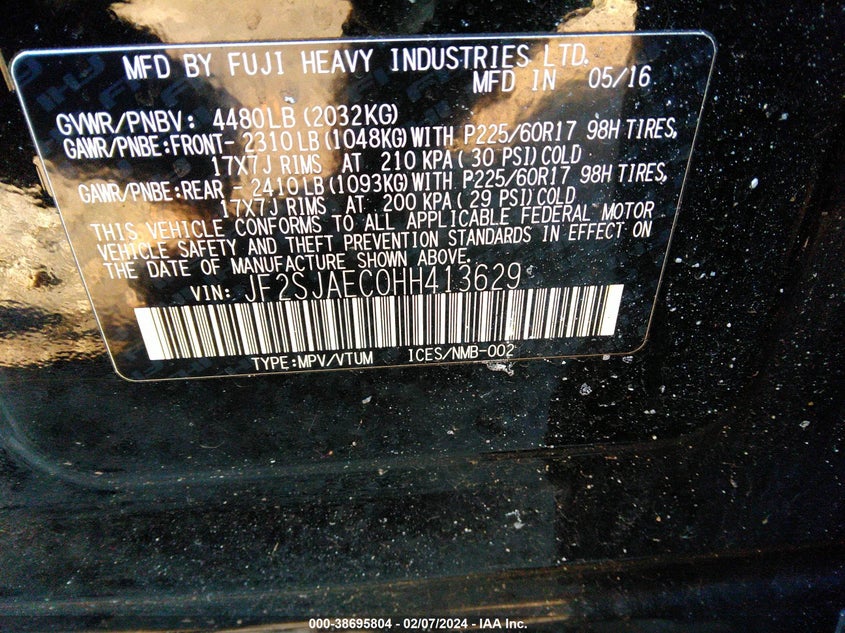 MFD BY FUJI HEAVY INDUSTRIES LTD.
MFD IN 05/16
GVWR/PNBV: 4480LB(2032KG)
GAWR/PNBE:FRONT- 2310LB(1048KG)WITH P225/60R17 98H TIRES,
17X7J RIMS AT 210 KPA(30 PSI)COLD
GAWR/PNBE:REAR - 2410LB(1093KG)WITH P225/60R17 98H TIRES,
17X7J RIMS AT 200 KPA(29 PSI)COLD
THIS VEHICLE CONFORMS TO ALL APPLICABLE FEDERAL MOTOR
VEHICLE SAFETY AND THEFT PREVENTION STANDARDS IN EFFECT ON
THE DATE OF MANUFACTURE SHOWN ABOVE.
VIN: JF2SJAEC0HH413629
TYPE:MPV/VTUM ICES/NMB-002
000-38695804 - 02/07/2024 - IAA Inc.